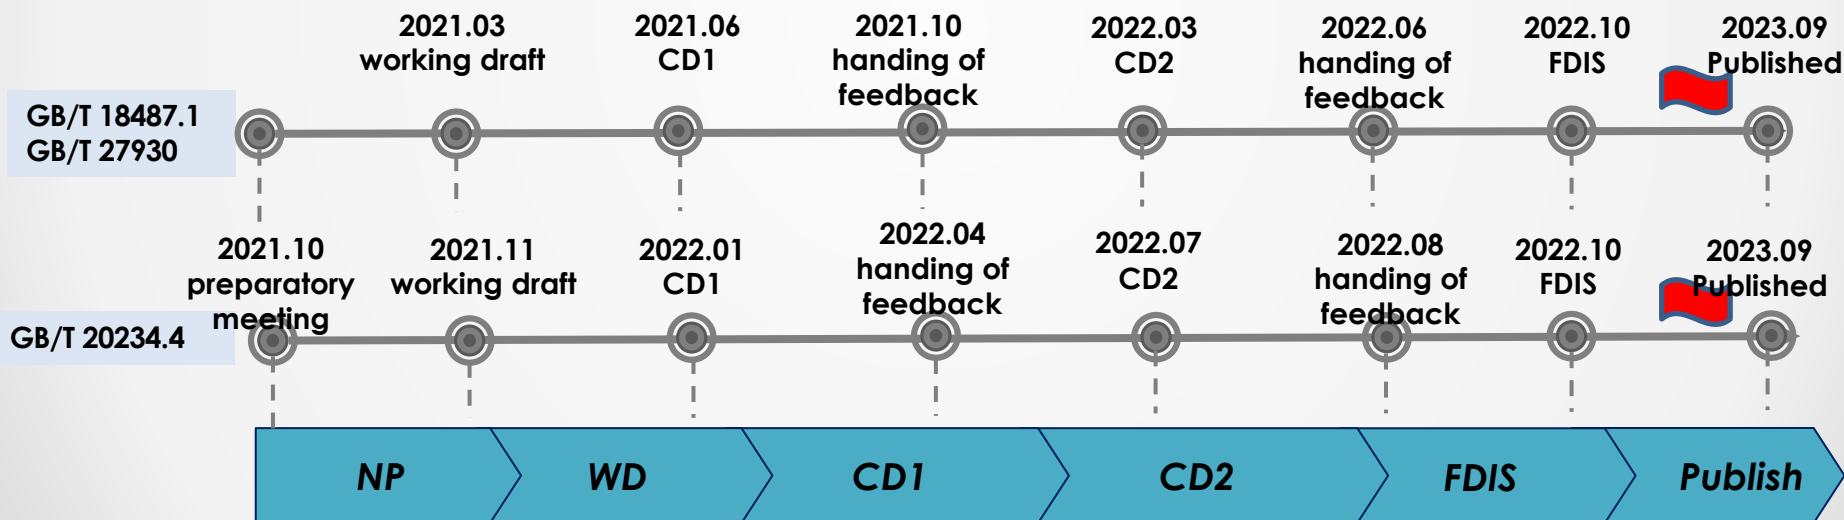 GB/T 18487.1
GB/T 27930
2021.03
working draft
2021.06
CD1
2021.10
handing of
feedback
2022.03
CD2
2022.06
handing of
feedback
2022.10
FDIS
2023.09
Published
GB/T 20234.4
2021.10
preparatory
meeting
2021.11
working draft
2022.01
CD1
2022.04
handing of
feedback
2022.07
CD2
2022.08
handing of
feedback
2022.10
FDIS
2023.09
Published
NP
WD
CD1
CD2
FDIS
Publish